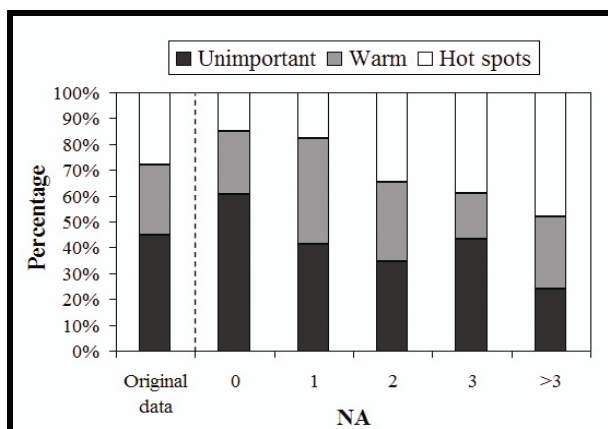 Unimportant Warm Hot spots
100%
90%
80%
70%
60%
50%
40%
30%
20%
10%
0%
Percentage
Original data 0 1 2 3 >3
NA